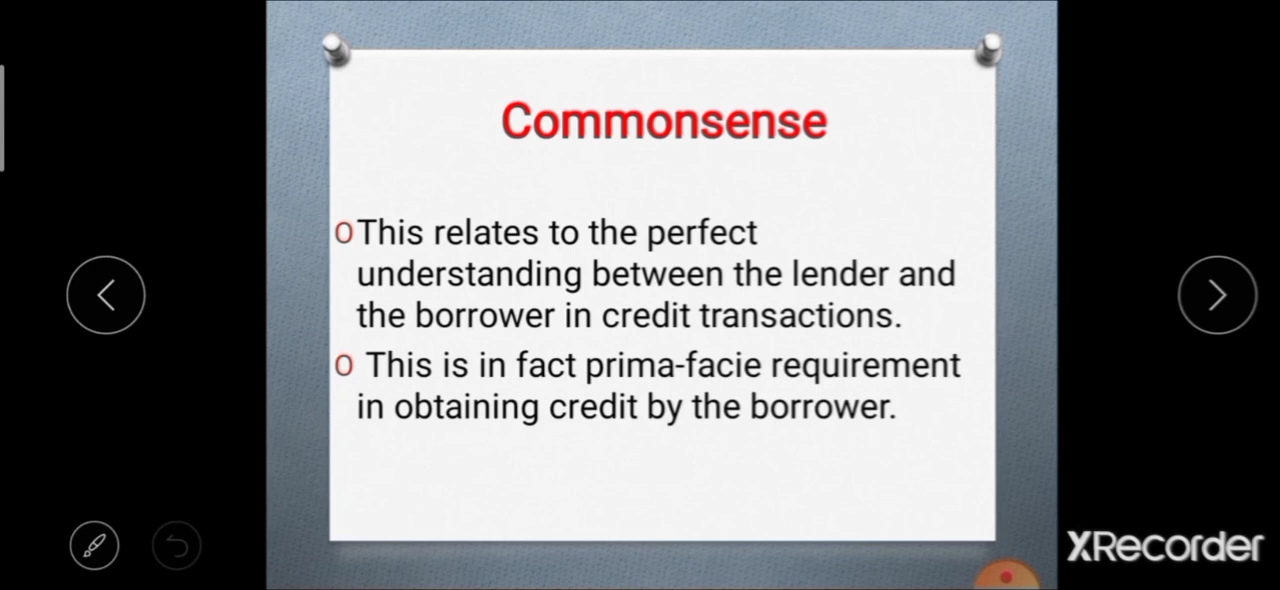 Commonsense
OThis relates to the perfect
understanding between the lender and
the borrower in credit transactions.
O This is in fact prima-facie requirement
in obtaining credit by the borrower.
XRecorder